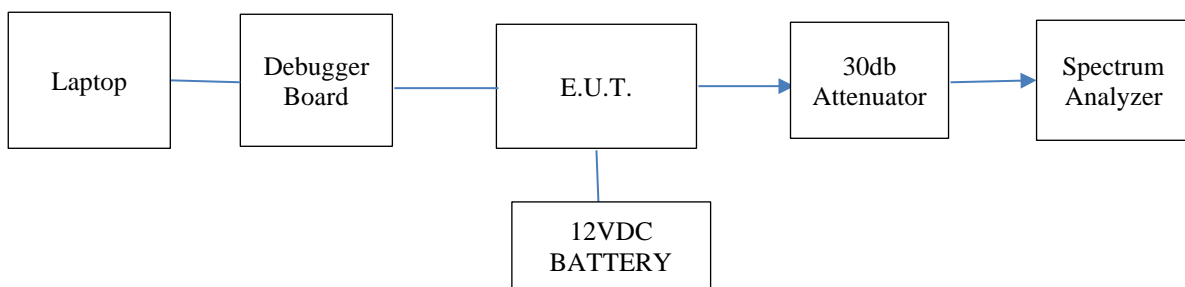 Laptop
Debugger
Board
E.U.T.
30db
Attenuator
Spectrum
Analyzer
12VDC
BATTERY